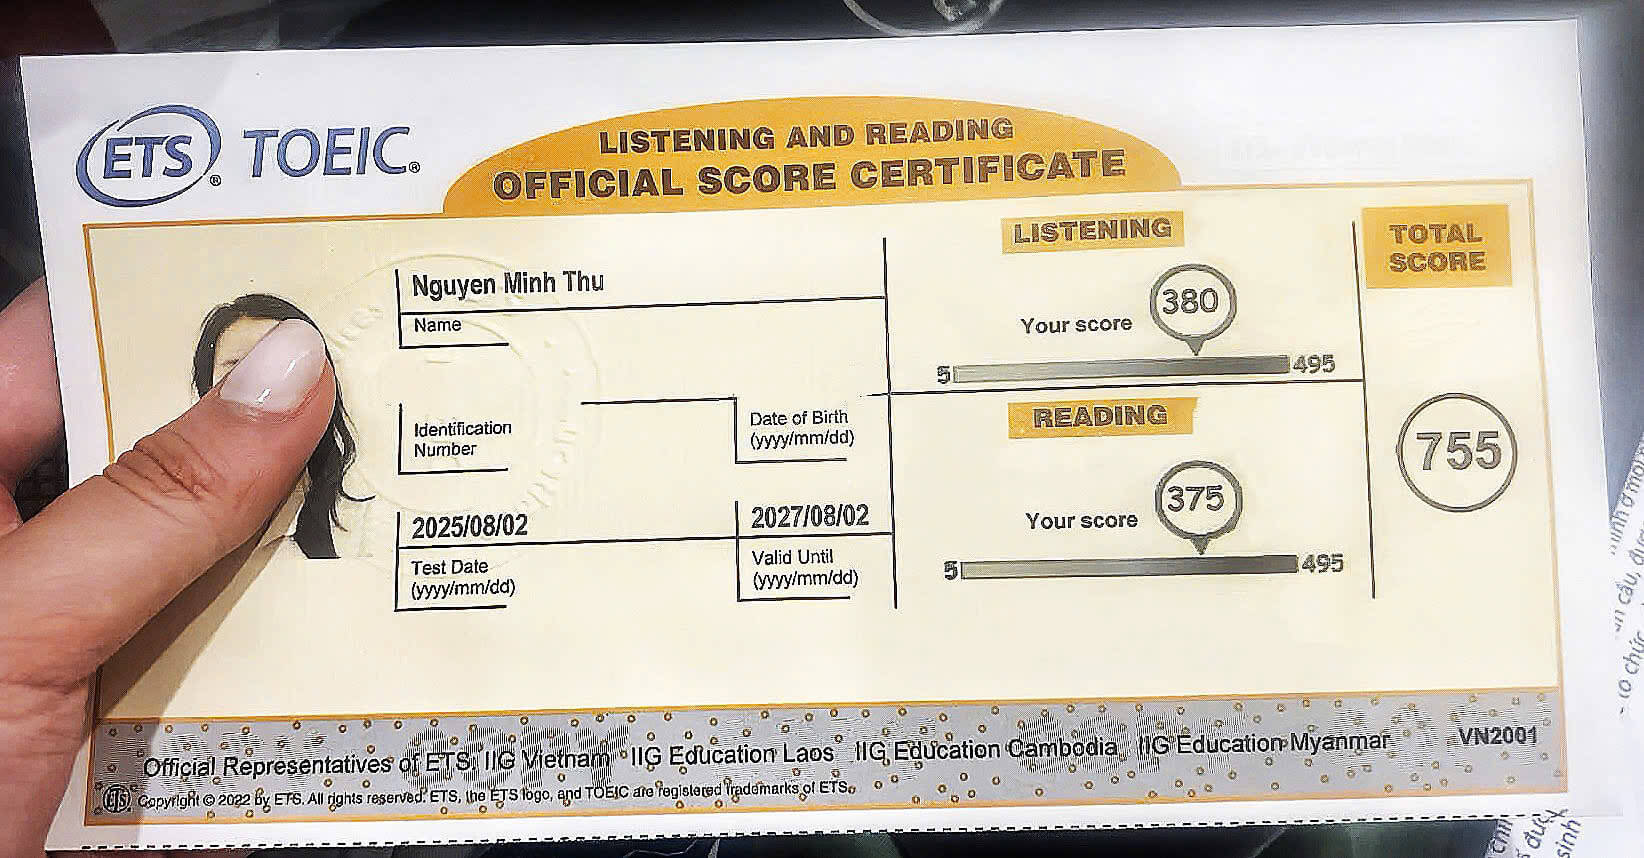 ETS® TOEIC®
LISTENING AND READING
OFFICIAL SCORE CERTIFICATE
Nguyen Minh Thu
Name
Identification
Number
Date of Birth
(yyyy/mm/dd)
2025/08/02
Test Date
(yyyy/mm/dd)
2027/08/02
Valid Until
(yyyy/mm/dd)
LISTENING
Your score 380
5 495
READING
Your score 375
5 495
TOTAL
SCORE
755
Official Representatives of ETS: IIG Vietnam IIG Education Laos IIG Education Cambodia IIG Education Myanmar
VN2001
ETS Copyright © 2022 by ETS. All rights reserved. ETS, the ETS logo, and TOEIC are registered trademarks of ETS.